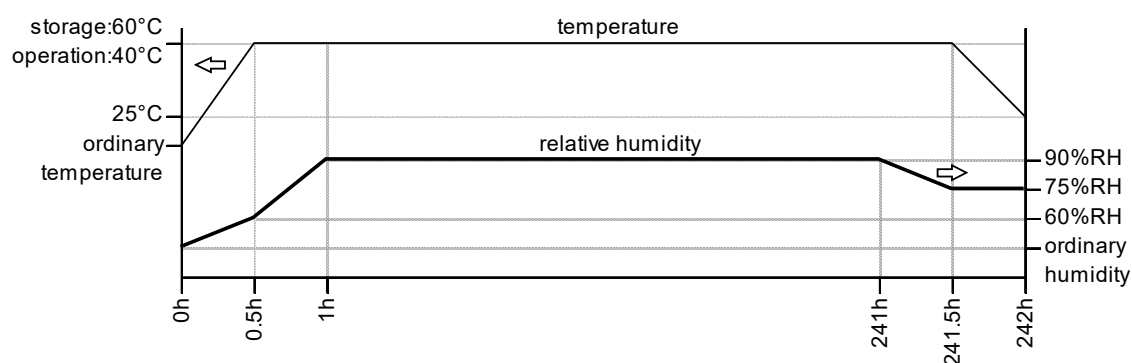 storage:60°C
operation:40°C
temperature
25°C
ordinary
temperature
relative humidity
90%RH
75%RH
60%RH
ordinary
humidity
0h
0.5h
1h
241h
241.5h
242h